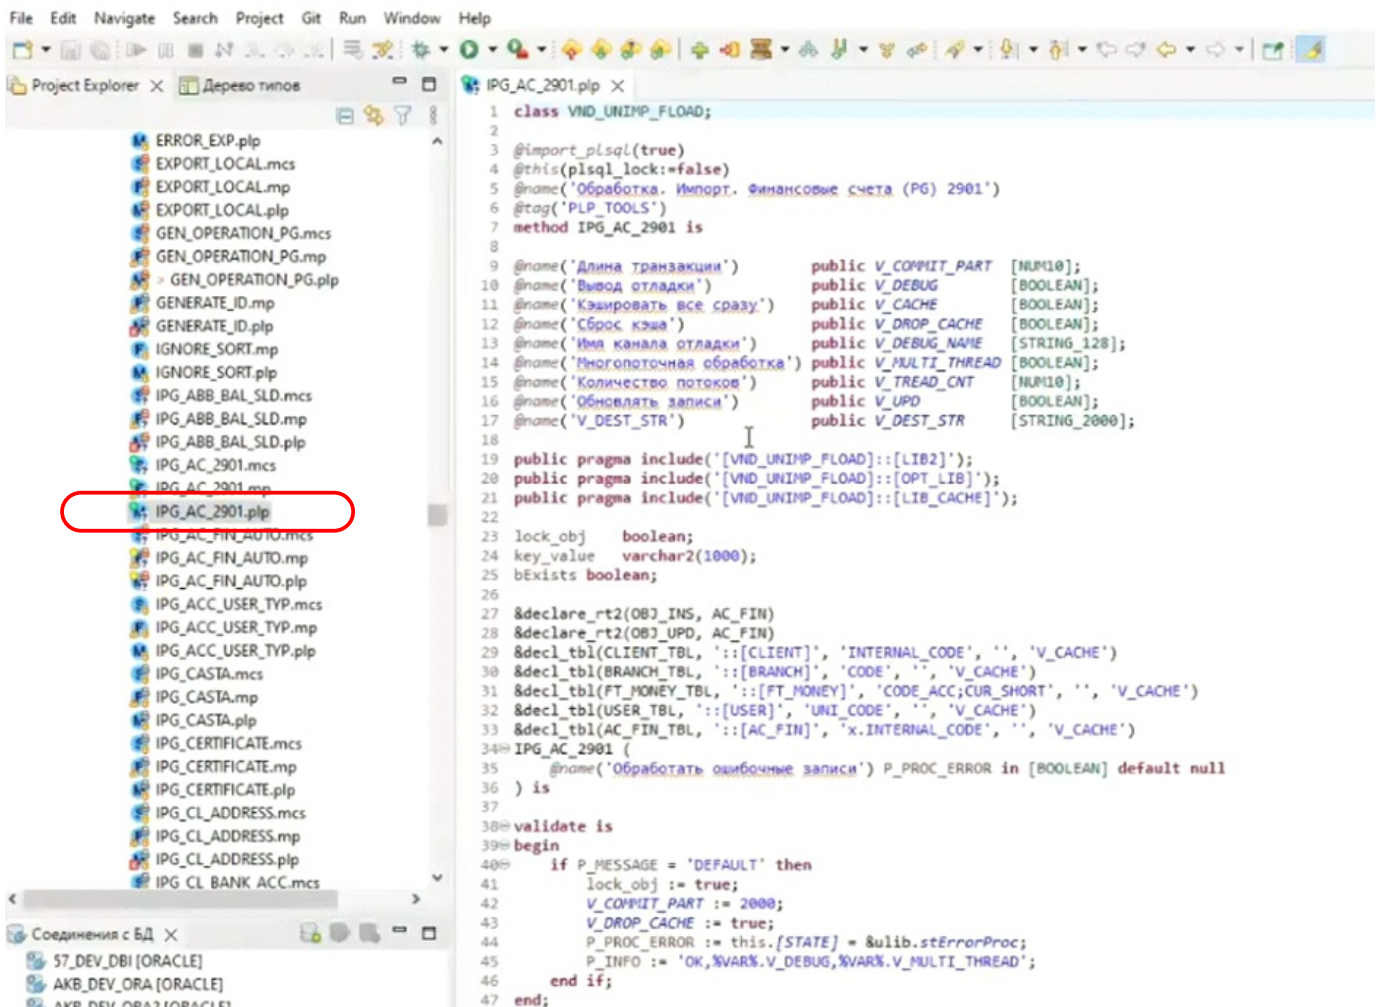 File Edit Navigate Search Project Git Run Window Help
Project Explorer
Дерево типов
ERROR_EXP.plp
EXPORT_LOCAL.mcs
EXPORT_LOCAL.mp
EXPORT_LOCAL.plp
GEN_OPERATION_PG.mcs
GEN_OPERATION_PG.mp
> GEN_OPERATION_PG.plp
GENERATE_ID.mp
GENERATE_ID.plp
IGNORE_SORT.mp
IGNORE_SORT.plp
IPG_ABB_BAL_SLD.mcs
IPG_ABB_BAL_SLD.mp
IPG_ABB_BAL_SLD.plp
IPG_AC_2901.mcs
IPG_AC_2901.mp
IPG_AC_2901.plp
IPG_AC_FIN_AUTO.mcs
IPG_AC_FIN_AUTO.mp
IPG_AC_FIN_AUTO.plp
IPG_ACC_USER_TYP.mcs
IPG_ACC_USER_TYP.mp
IPG_ACC_USER_TYP.plp
IPG_CASTA.mcs
IPG_CASTA.mp
IPG_CASTA.plp
IPG_CERTIFICATE.mcs
IPG_CERTIFICATE.mp
IPG_CERTIFICATE.plp
IPG_CL_ADDRESS.mcs
IPG_CL_ADDRESS.mp
IPG_CL_ADDRESS.plp
IPG_CL_BANK_ACC.mcs
Соединения с БД
57_DEV_DBI [ORACLE]
AKB_DEV_ORA [ORACLE]
AKB_DEV_ORA2 [ORACLE]
IPG_AC_2901.plp
1 class VND_UNIMP_FLOAD;
2
3 @import_plsql(true)
4 @this(plsql_lock:=false)
5 @name('Обработка. Импорт. Финансовые счета (PG) 2901')
6 @tag('PLP_TOOLS')
7 method IPG_AC_2901 is
8
9 @name('Длина транзакции') public V_COMMIT_PART [NUM10];
10 @name('Вывод отладки') public V_DEBUG [BOOLEAN];
11 @name('Кэшировать все сразу') public V_CACHE [BOOLEAN];
12 @name('Сброс кэша') public V_DROP_CACHE [BOOLEAN];
13 @name('Имя канала отладки') public V_DEBUG_NAME [STRING_128];
14 @name('Многопоточная обработка') public V_MULTI_THREAD [BOOLEAN];
15 @name('Количество потоков') public V_TREAD_CNT [NUM10];
16 @name('Обновлять записи') public V_UPD [BOOLEAN];
17 @name('V_DEST_STR') public V_DEST_STR [STRING_2000];
18
19 public pragma include('[VND_UNIMP_FLOAD]::[LIB2]');
20 public pragma include('[VND_UNIMP_FLOAD]::[OPT_LIB]');
21 public pragma include('[VND_UNIMP_FLOAD]::[LIB_CACHE]');
22
23 lock_obj boolean;
24 key_value varchar2(1000);
25 bExists boolean;
26
27 &declare_rt2(OBJ_INS, AC_FIN)
28 &declare_rt2(OBJ_UPD, AC_FIN)
29 &decl_tbl(CLIENT_TBL, '::[CLIENT]', 'INTERNAL_CODE', '', 'V_CACHE')
30 &decl_tbl(BRANCH_TBL, '::[BRANCH]', 'CODE', '', 'V_CACHE')
31 &decl_tbl(FT_MONEY_TBL, '::[FT_MONEY]', 'CODE_ACC;CUR_SHORT', '', 'V_CACHE')
32 &decl_tbl(USER_TBL, '::[USER]', 'UNI_CODE', '', 'V_CACHE')
33 &decl_tbl(AC_FIN_TBL, '::[AC_FIN]', 'x.INTERNAL_CODE', '', 'V_CACHE')
34 IPG_AC_2901 (
35 @name('Обработать ошибочные записи') P_PROC_ERROR in [BOOLEAN] default null
36 ) is
37
38 validate is
39 begin
40 if P_MESSAGE = 'DEFAULT' then
41 lock_obj := true;
42 V_COMMIT_PART := 2000;
43 V_DROP_CACHE := true;
44 P_PROC_ERROR := this.[STATE] = &ulib.stErrorProc;
45 P_INFO := 'OK,%VAR%.V_DEBUG,%VAR%.V_MULTI_THREAD';
46 end if;
47 end;